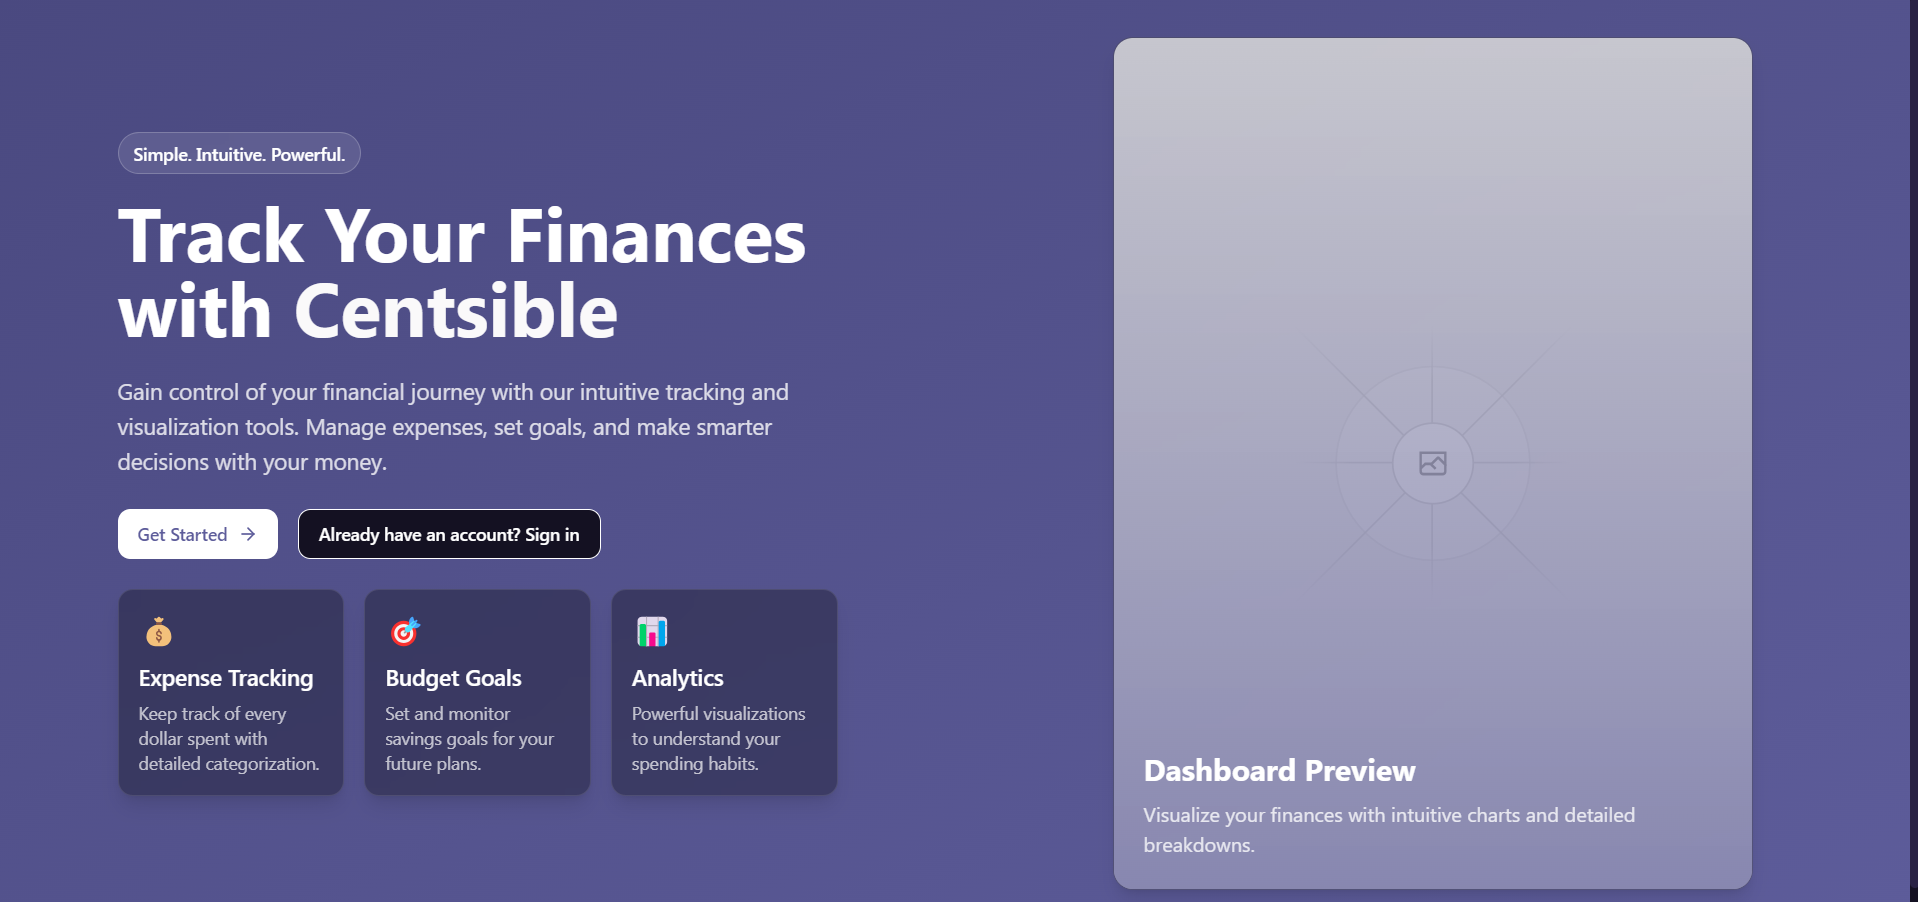 Simple. Intuitive. Powerful.
Track Your Finances
with Centsible
Gain control of your financial journey with our intuitive tracking and
visualization tools. Manage expenses, set goals, and make smarter
decisions with your money.
Get Started
Already have an account? Sign in
Expense Tracking
Keep track of every
dollar spent with
detailed categorization.
Budget Goals
Set and monitor
savings goals for your
future plans.
Analytics
Powerful visualizations
to understand your
spending habits.
Dashboard Preview
Visualize your finances with intuitive charts and detailed
breakdowns.